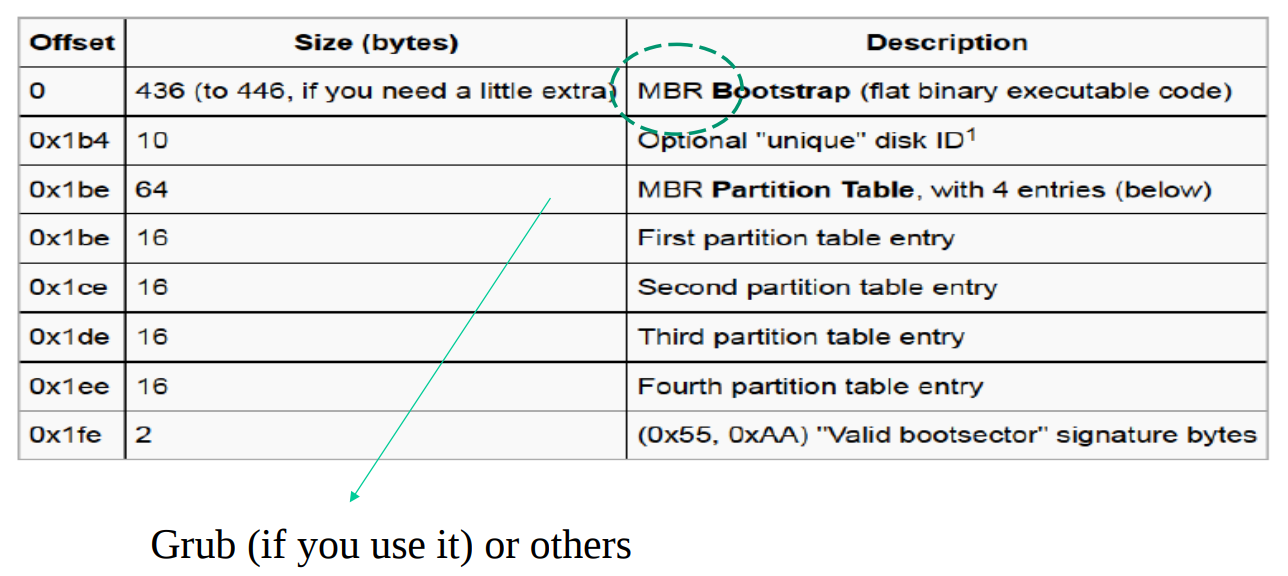 Offset Size (bytes) Description
0 436 (to 446, if you need a little extra) MBR Bootstrap (flat binary executable code)
0x1b4 10 Optional "unique" disk ID¹
0x1be 64 MBR Partition Table, with 4 entries (below)
0x1be 16 First partition table entry
0x1ce 16 Second partition table entry
0x1de 16 Third partition table entry
0x1ee 16 Fourth partition table entry
0x1fe 2 (0x55, 0xAA) "Valid bootsector" signature bytes
Grub (if you use it) or others